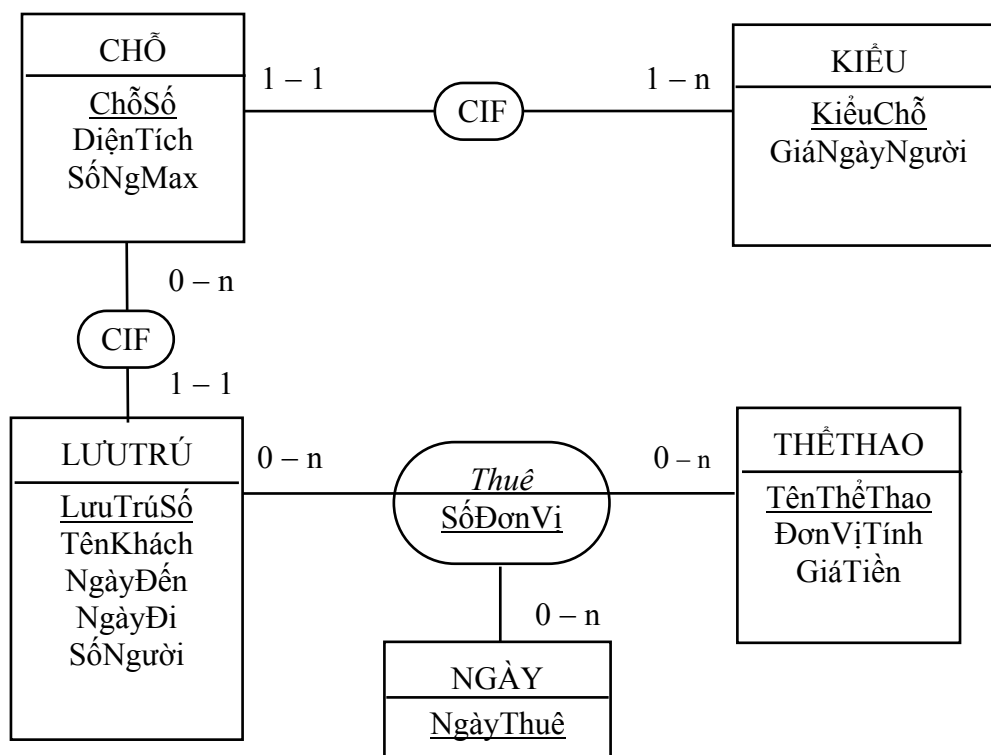 CHỖ
ChỗSố
DiệnTích
SốNgMax
1 – 1
CIF
1 – n
KIỂU
KiểuChỗ
GiáNgàyNgười
0 – n
CIF
1 – 1
LƯUTRÚ
LưuTrúSố
TênKhách
NgàyĐến
NgàyĐi
SốNgười
0 – n
Thuê
SốĐơnVị
0 – n
THỂTHAO
TênThểThao
ĐơnVịTính
GiáTiền
0 – n
NGÀY
NgàyThuê